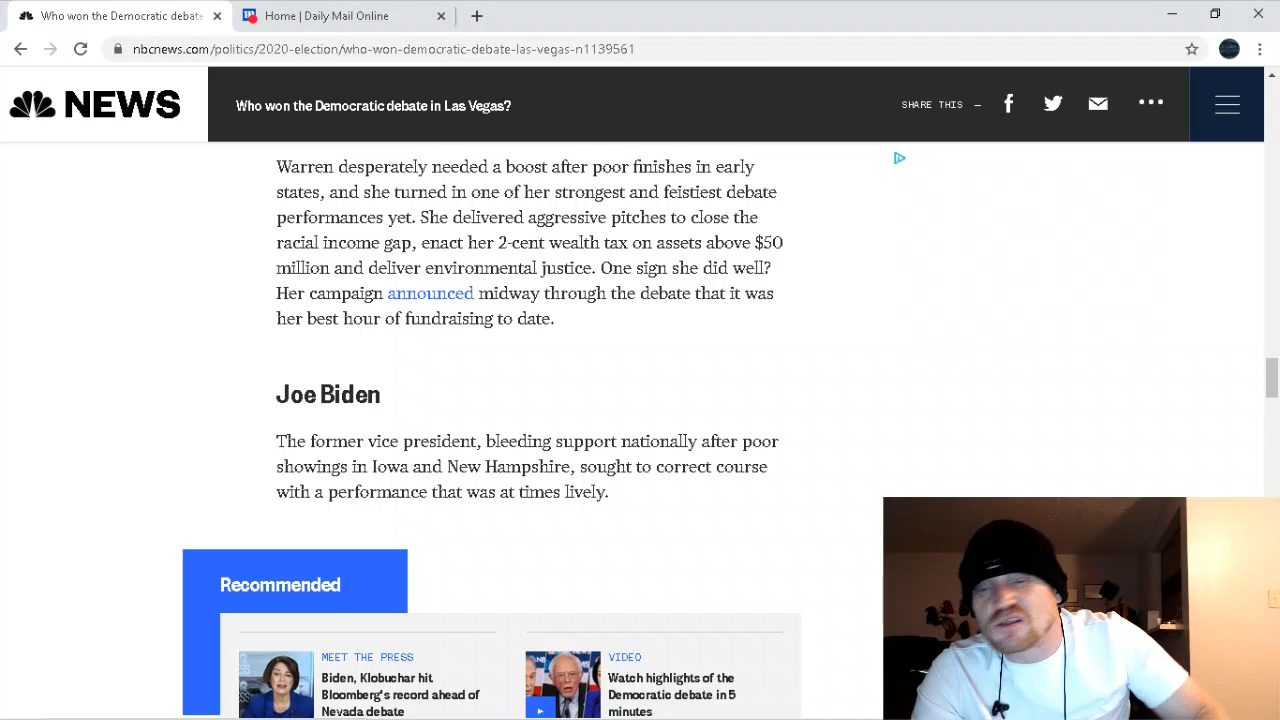 Who won the Democratic debate
Home | Daily Mail Online
nbcnews.com/politics/2020-election/who-won-democratic-debate-las-vegas-n1139561
NEWS
Who won the Democratic debate in Las Vegas?
SHARE THIS —
Warren desperately needed a boost after poor finishes in early
states, and she turned in one of her strongest and feistiest debate
performances yet. She delivered aggressive pitches to close the
racial income gap, enact her 2-cent wealth tax on assets above $50
million and deliver environmental justice. One sign she did well?
Her campaign announced midway through the debate that it was
her best hour of fundraising to date.
Joe Biden
The former vice president, bleeding support nationally after poor
showings in Iowa and New Hampshire, sought to correct course
with a performance that was at times lively.
Recommended
MEET THE PRESS
Biden, Klobuchar hit
Bloomberg's record ahead of
Nevada debate
VIDEO
Watch highlights of the
Democratic debate in 5
minutes